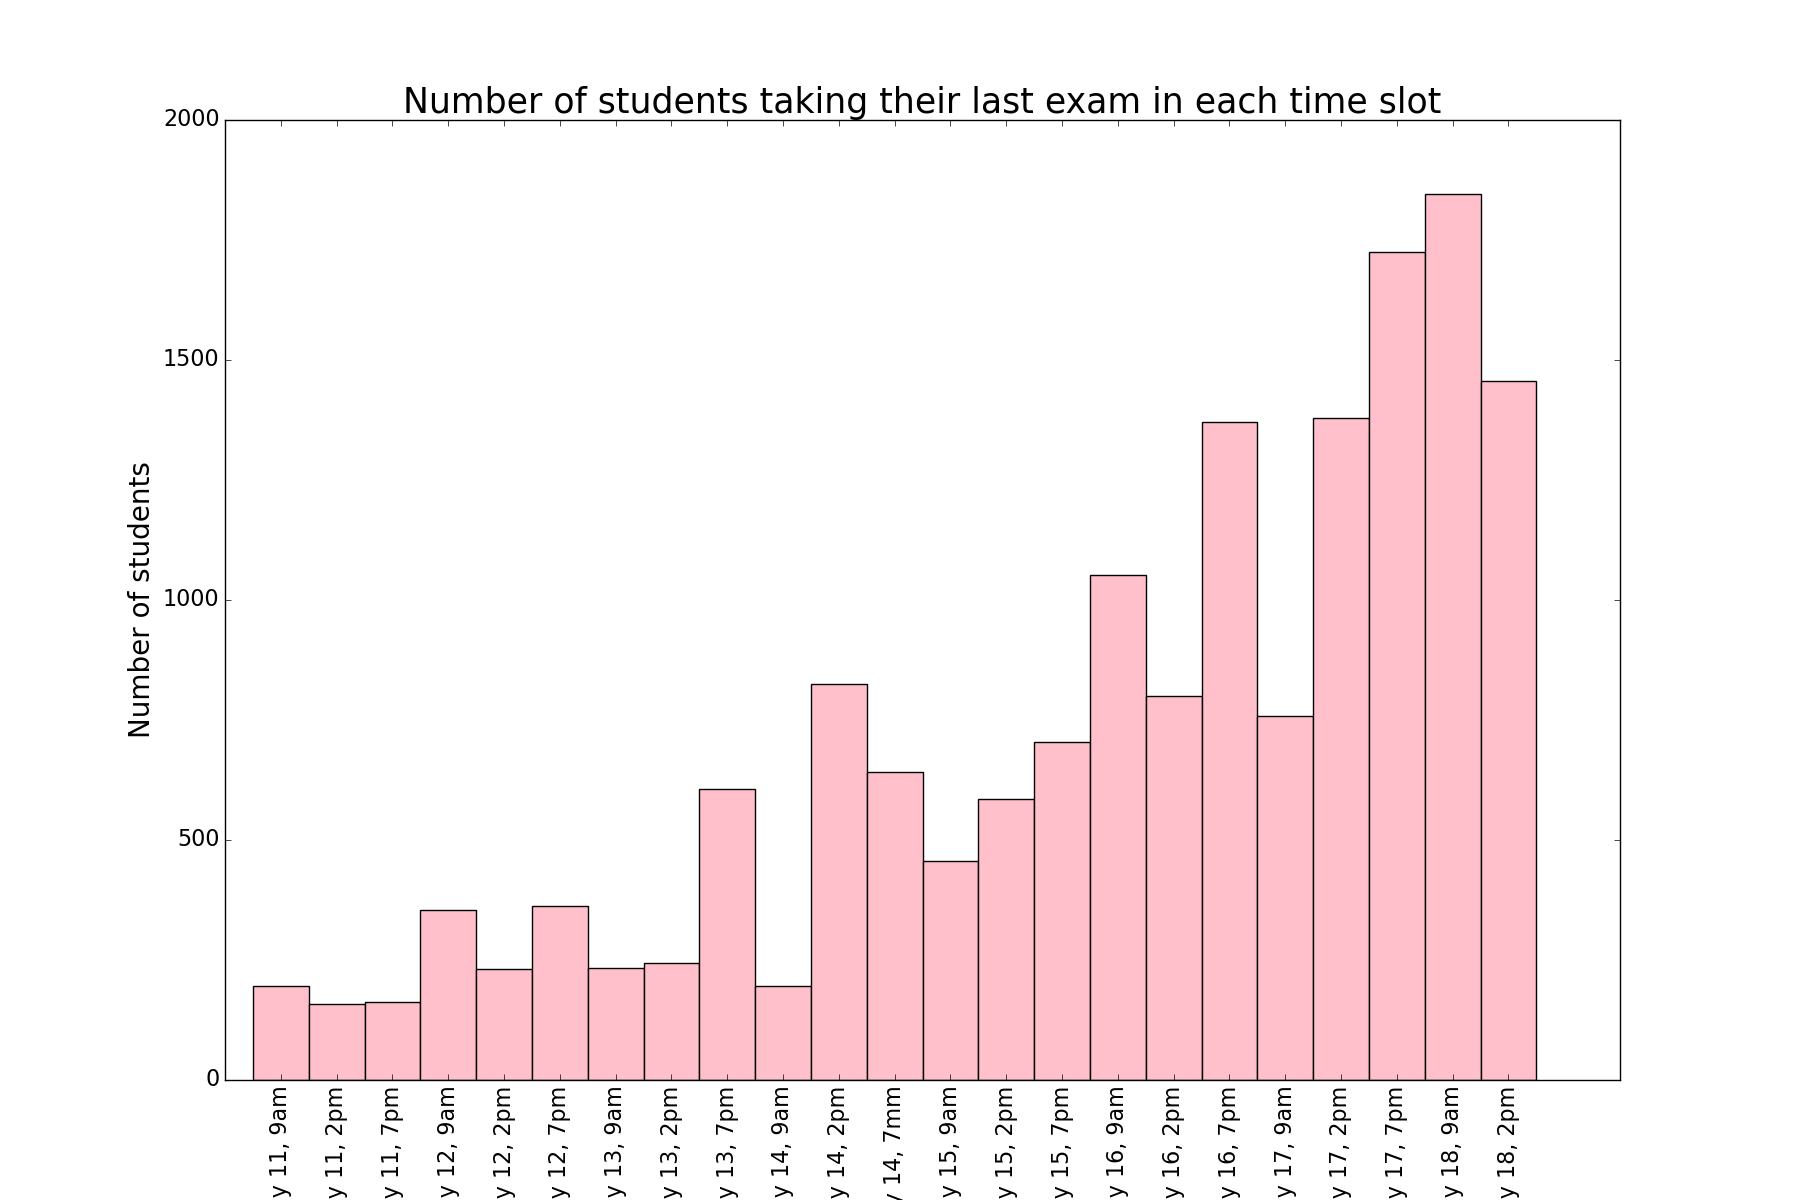 Number of students taking their last exam in each time slot
2000
1500
1000
500
0
Number of students
y 11, 9am
y 11, 2pm
y 11, 7pm
y 12, 9am
y 12, 2pm
y 12, 7pm
y 13, 9am
y 13, 2pm
y 13, 7pm
y 14, 9am
y 14, 2pm
y 14, 7mm
y 15, 9am
y 15, 2pm
y 15, 7pm
y 16, 9am
y 16, 2pm
y 16, 7pm
y 17, 9am
y 17, 2pm
y 17, 7pm
y 18, 9am
y 18, 2pm